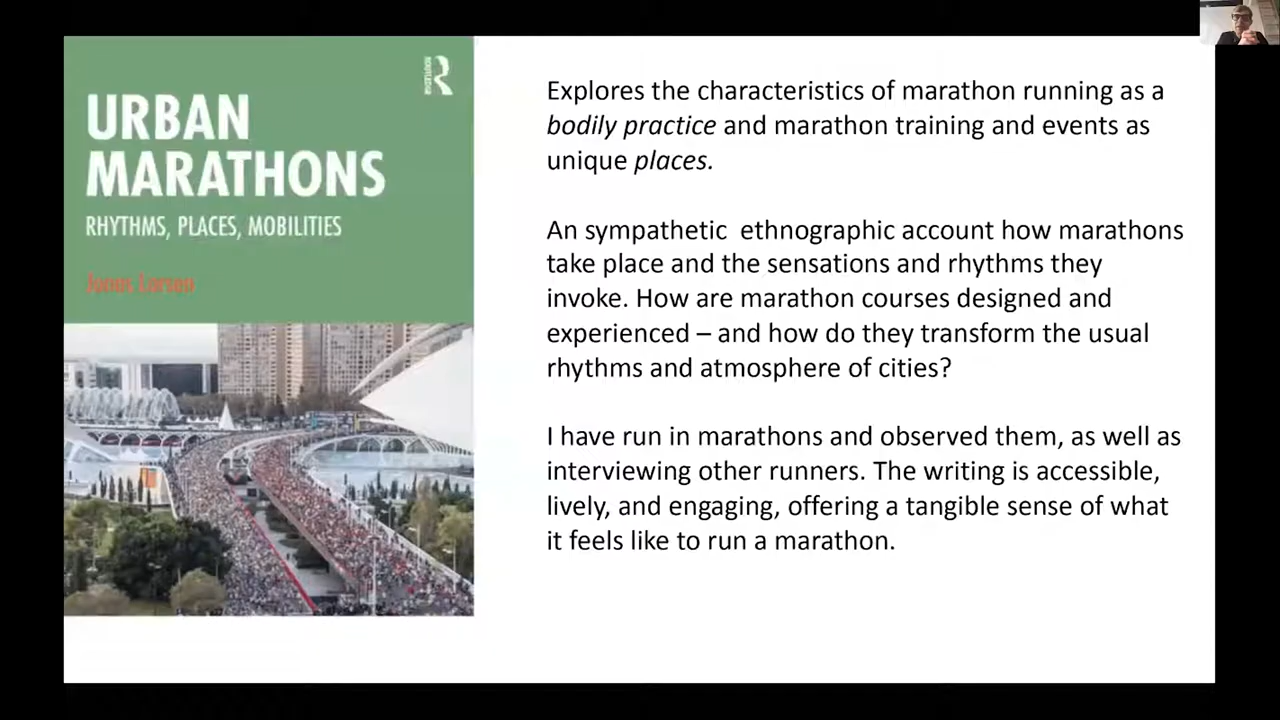 URBAN
MARATHONS
RHYTHMS, PLACES, MOBILITIES
Jonas Larsen
R
ROUTLEDGE
Explores the characteristics of marathon running as a
bodily practice and marathon training and events as
unique places.
An sympathetic  ethnographic account how marathons
take place and the sensations and rhythms they
invoke. How are marathon courses designed and
experienced – and how do they transform the usual
rhythms and atmosphere of cities?
I have run in marathons and observed them, as well as
interviewing other runners. The writing is accessible,
lively, and engaging, offering a tangible sense of what
it feels like to run a marathon.